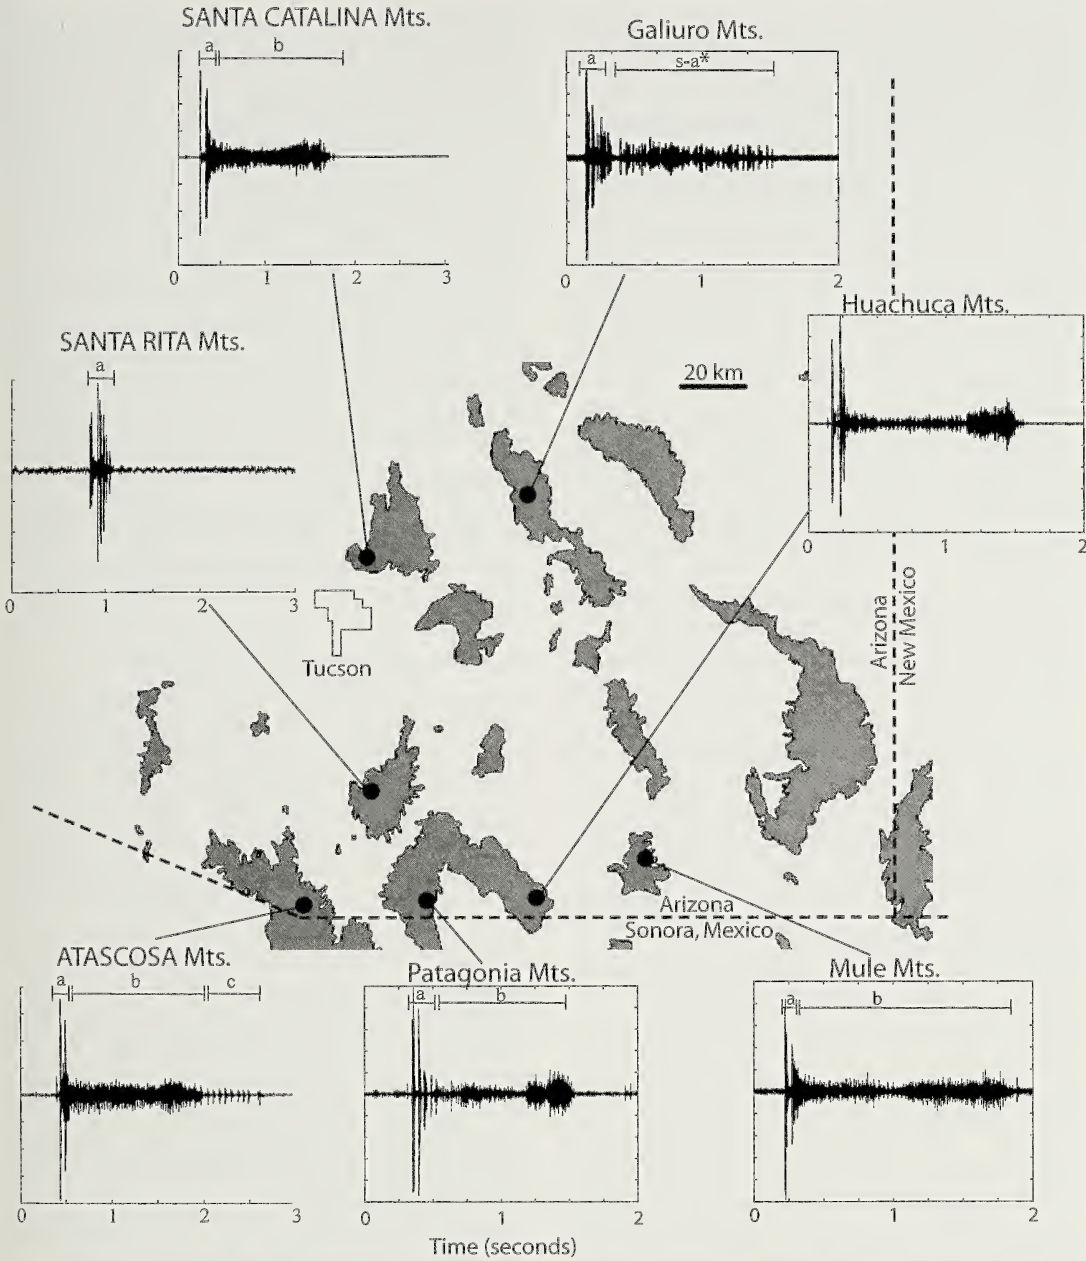 SANTA CATALINA Mts.
a b
0 1 2 3
Galiuro Mts.
a s-a*
0 1 2
Huachuca Mts.
0 1 2
SANTA RITA Mts.
a
0 1 2 3
20 km
Tucson
Arizona
New Mexico
Arizona
Sonora, Mexico
ATASCOSA Mts.
a b c
0 1 2 3
Patagonia Mts.
a b
0 1 2
Mule Mts.
a b
0 1 2
Time (seconds)